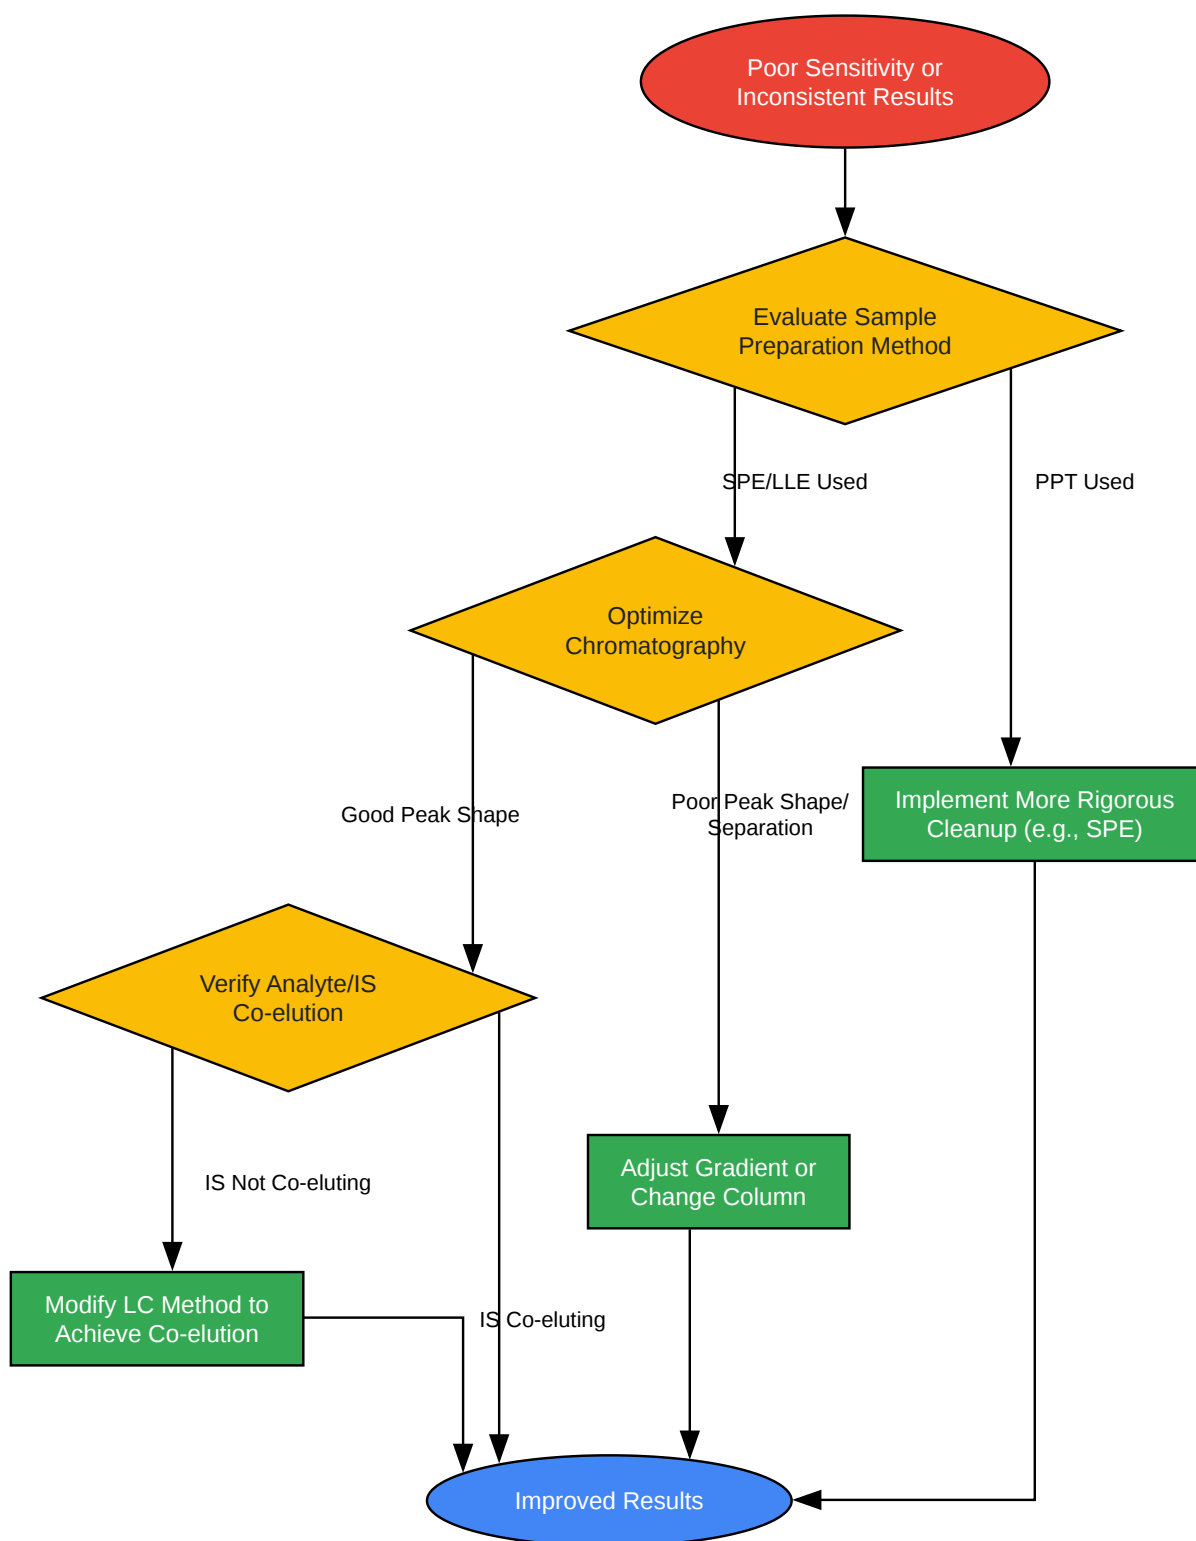 Poor Sensitivity or
Inconsistent Results
Evaluate Sample
Preparation Method
SPE/LLE Used
PPT Used
Optimize
Chromatography
Good Peak Shape
Poor Peak Shape/
Separation
Implement More Rigorous
Cleanup (e.g., SPE)
Verify Analyte/IS
Co-elution
IS Not Co-eluting
Adjust Gradient or
Change Column
Modify LC Method to
Achieve Co-elution
IS Co-eluting
Improved Results